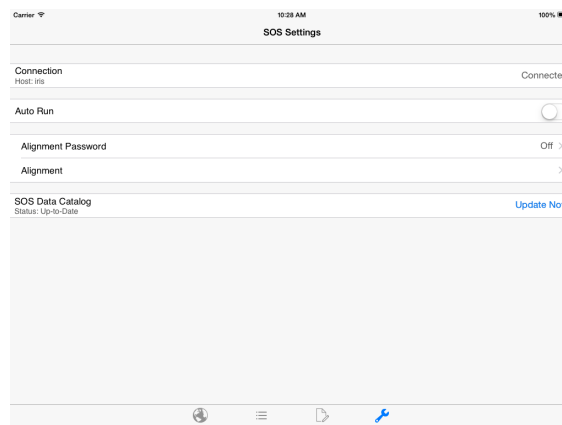 Carrier 10:28 AM 100%
SOS Settings
Connection
Host: iris
Connecte
Auto Run
Alignment Password Off
Alignment
SOS Data Catalog
Status: Up-to-Date
Update No